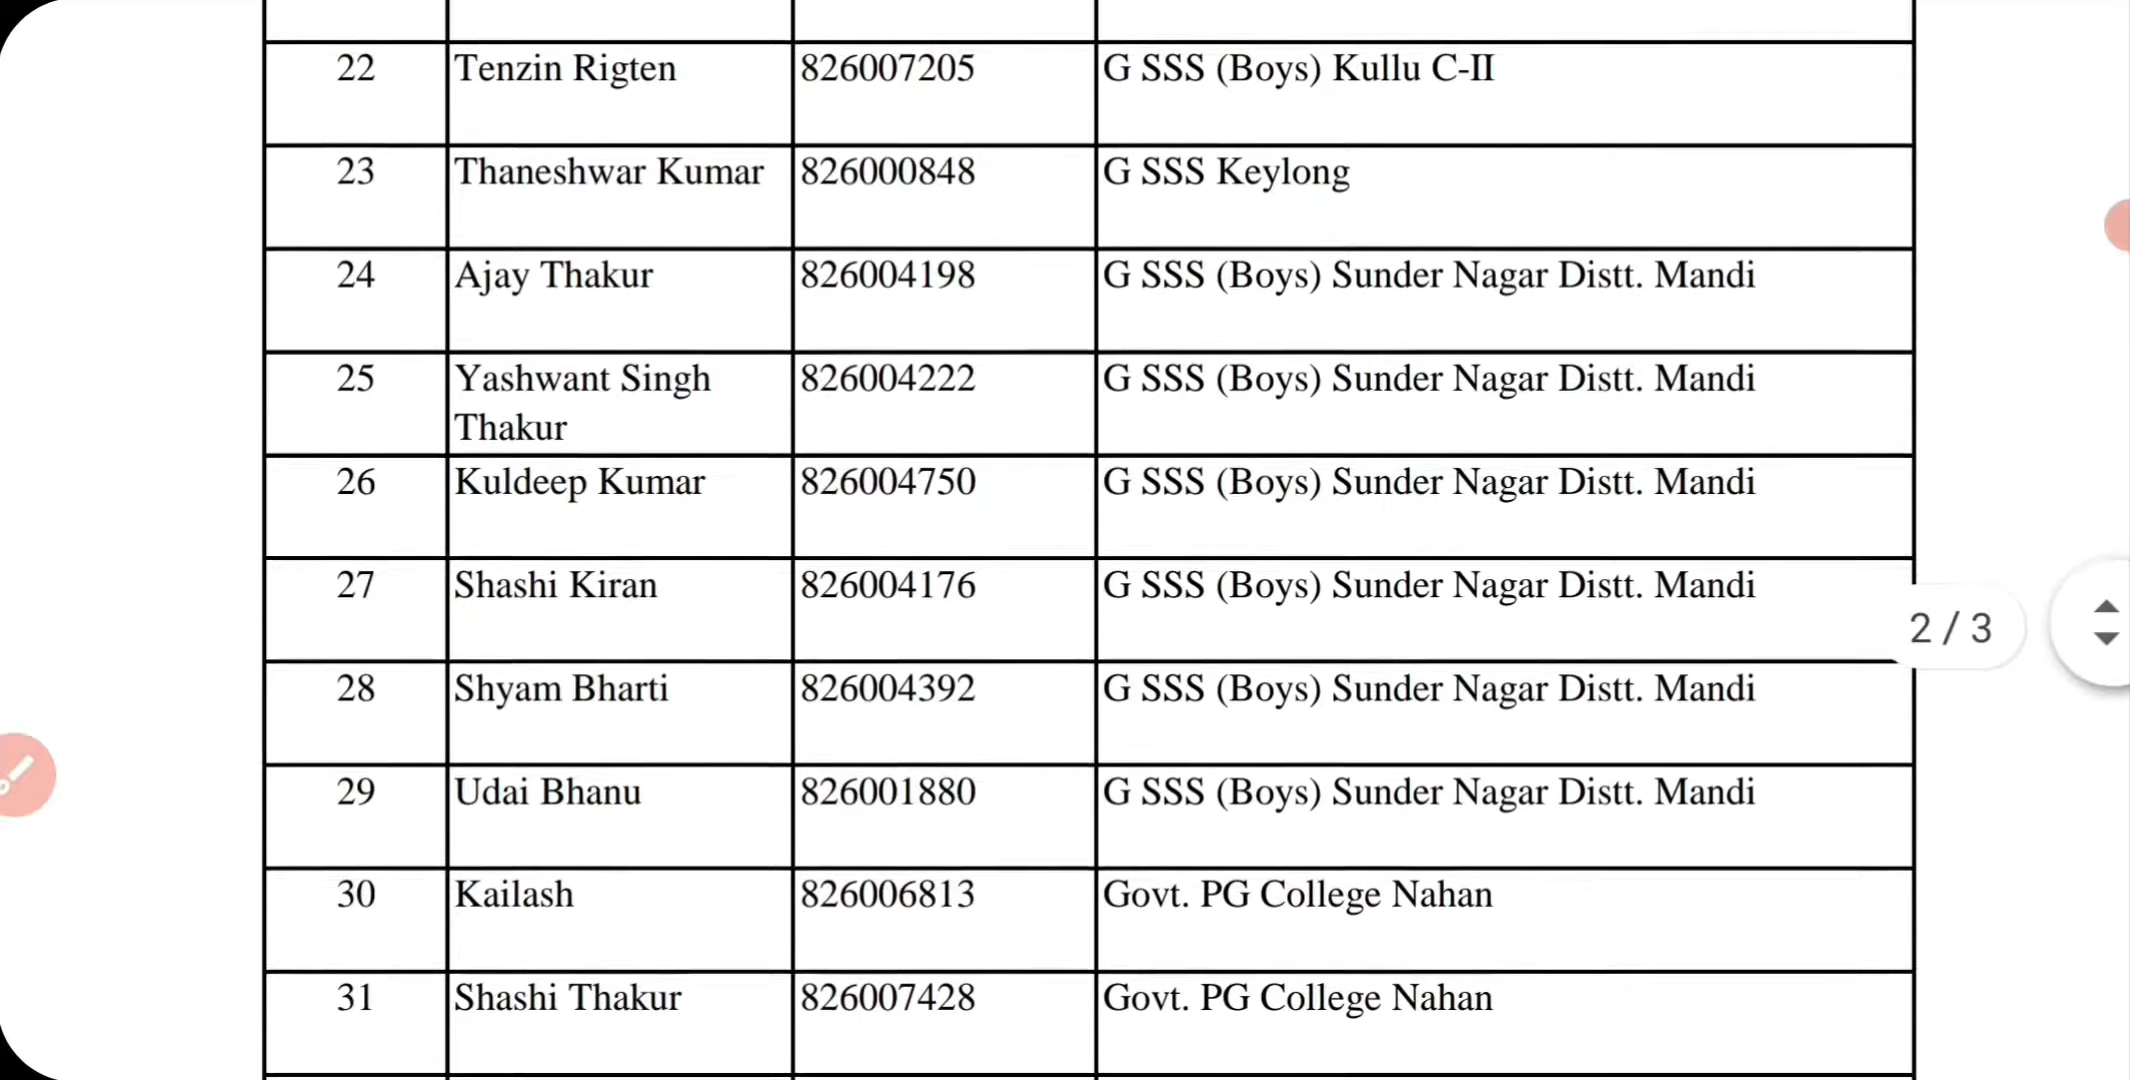 22 Tenzin Rigten 826007205 G SSS (Boys) Kullu C-II
23 Thaneshwar Kumar 826000848 G SSS Keylong
24 Ajay Thakur 826004198 G SSS (Boys) Sunder Nagar Distt. Mandi
25 Yashwant Singh 826004222 G SSS (Boys) Sunder Nagar Distt. Mandi
Thakur
26 Kuldeep Kumar 826004750 G SSS (Boys) Sunder Nagar Distt. Mandi
27 Shashi Kiran 826004176 G SSS (Boys) Sunder Nagar Distt. Mandi
2 / 3
28 Shyam Bharti 826004392 G SSS (Boys) Sunder Nagar Distt. Mandi
29 Udai Bhanu 826001880 G SSS (Boys) Sunder Nagar Distt. Mandi
30 Kailash 826006813 Govt. PG College Nahan
31 Shashi Thakur 826007428 Govt. PG College Nahan